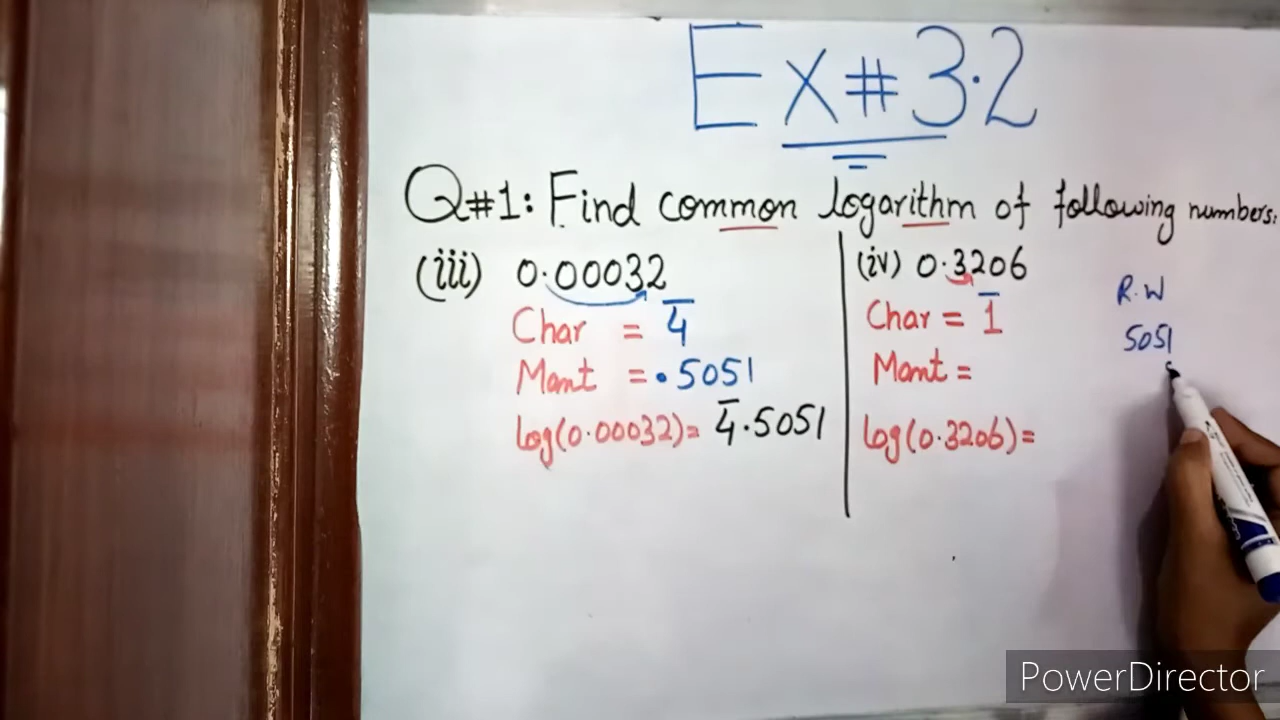 Ex#3.2
Q#1: Find common logarithm of following numbers:
(iii) 0.00032
Char = 4̅
Mant = .5051
log(0.00032)= 4̅.5051
(iv) 0.3206
Char = 1̅
Mant =
log(0.3206)=
R.W
5051
PowerDirector